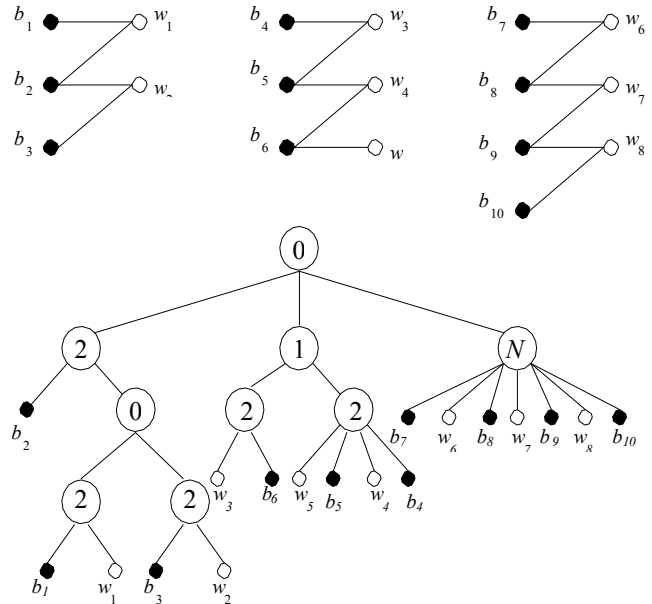 b₁ w₁ b₄ w₃ b₇ w₆
b₂ b₅ w₄ b₈ w₇
b₃ b₆ w b₉ w₈
b₁₀
0
2 1 N
0 2 2
b₂ b₇ w₆ b₈ w₇ b₉ w₈ b₁₀
w₃ b₆ w₅ b₅ w₄ b₄
2 2
b₁ w₁ b₃ w₂